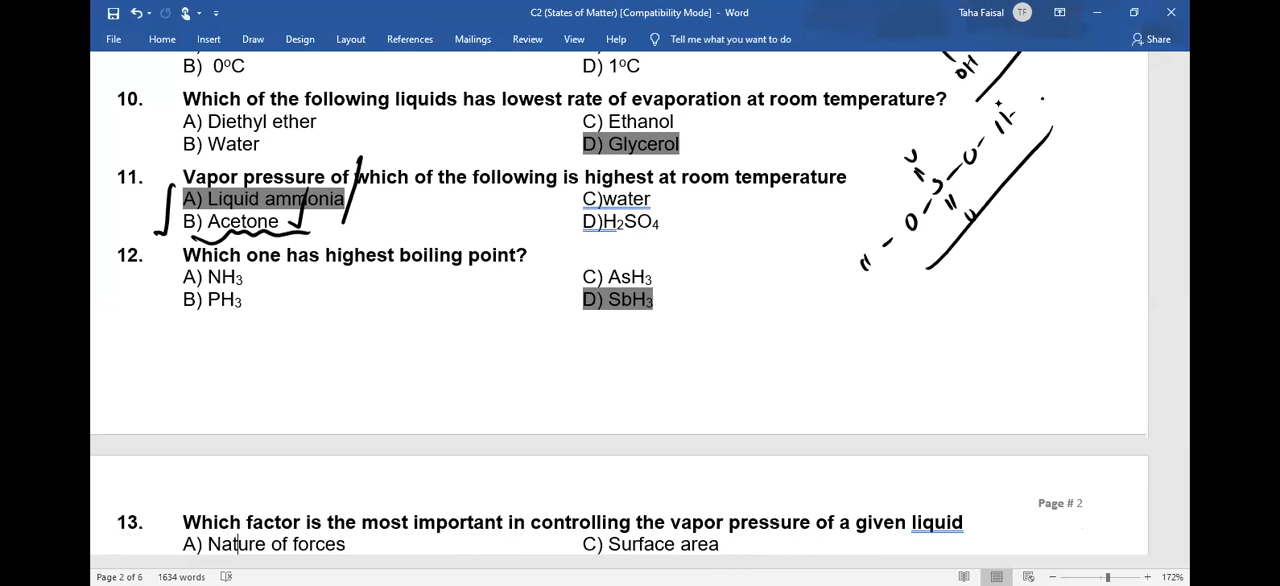 C2 (States of Matter) [Compatibility Mode] - Word
Taha Faisal TF
File Home Insert Draw Design Layout References Mailings Review View Help Tell me what you want to do Share
B) 0°C D) 1°C
OH
10. Which of the following liquids has lowest rate of evaporation at room temperature?
A) Diethyl ether C) Ethanol
B) Water D) Glycerol
11. Vapor pressure of which of the following is highest at room temperature
A) Liquid ammonia C)water
B) Acetone D)H₂SO₄
12. Which one has highest boiling point?
A) NH₃ C) AsH₃
B) PH₃ D) SbH₃
Page # 2
13. Which factor is the most important in controlling the vapor pressure of a given liquid
A) Nature of forces C) Surface area
Page 2 of 6 1634 words 172%